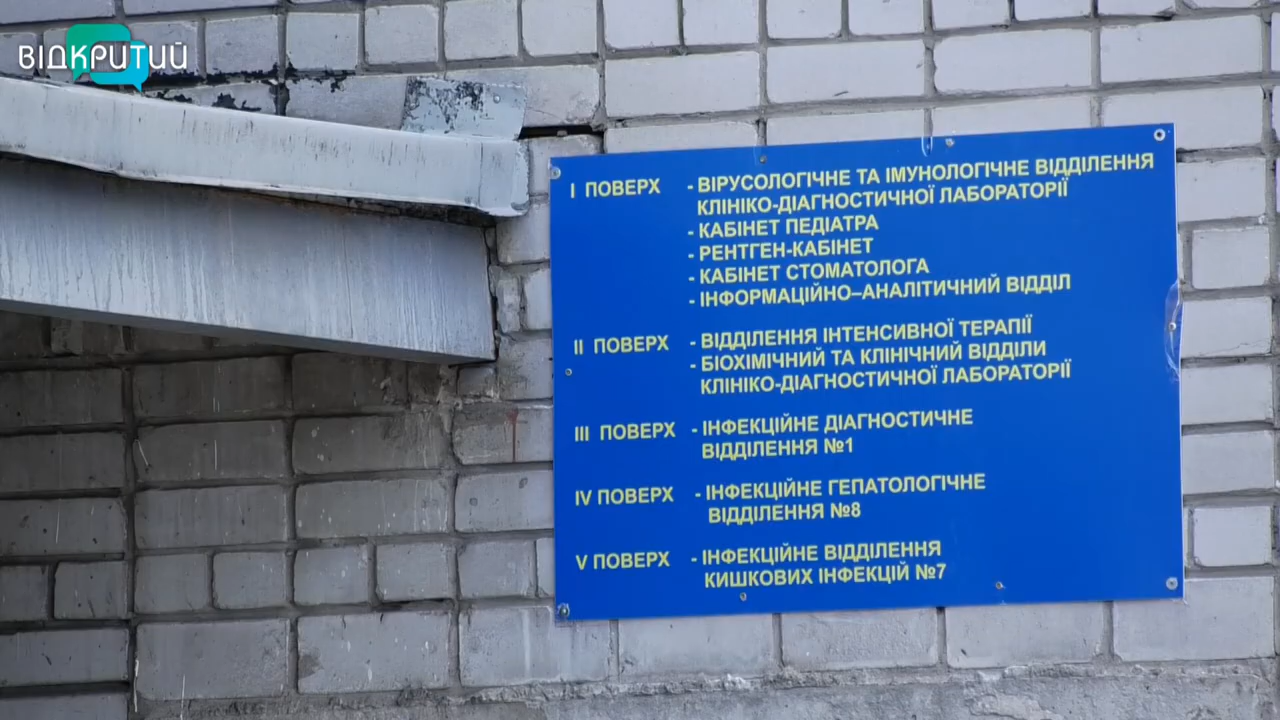 ВІДКРИТИЙ
I ПОВЕРХ - ВІРУСОЛОГІЧНЕ ТА ІМУНОЛОГІЧНЕ ВІДДІЛЕННЯ
КЛІНІКО-ДІАГНОСТИЧНОЇ ЛАБОРАТОРІЇ
- КАБІНЕТ ПЕДІАТРА
- РЕНТГЕН-КАБІНЕТ
- КАБІНЕТ СТОМАТОЛОГА
- ІНФОРМАЦІЙНО–АНАЛІТИЧНИЙ ВІДДІЛ
II ПОВЕРХ - ВІДДІЛЕННЯ ІНТЕНСИВНОЇ ТЕРАПІЇ
- БІОХІМІЧНИЙ ТА КЛІНІЧНИЙ ВІДДІЛИ
КЛІНІКО-ДІАГНОСТИЧНОЇ ЛАБОРАТОРІЇ
III ПОВЕРХ - ІНФЕКЦІЙНЕ ДІАГНОСТИЧНЕ
ВІДДІЛЕННЯ №1
IV ПОВЕРХ - ІНФЕКЦІЙНЕ ГЕПАТОЛОГІЧНЕ
ВІДДІЛЕННЯ №8
V ПОВЕРХ - ІНФЕКЦІЙНЕ ВІДДІЛЕННЯ
КИШКОВИХ ІНФЕКЦІЙ №7